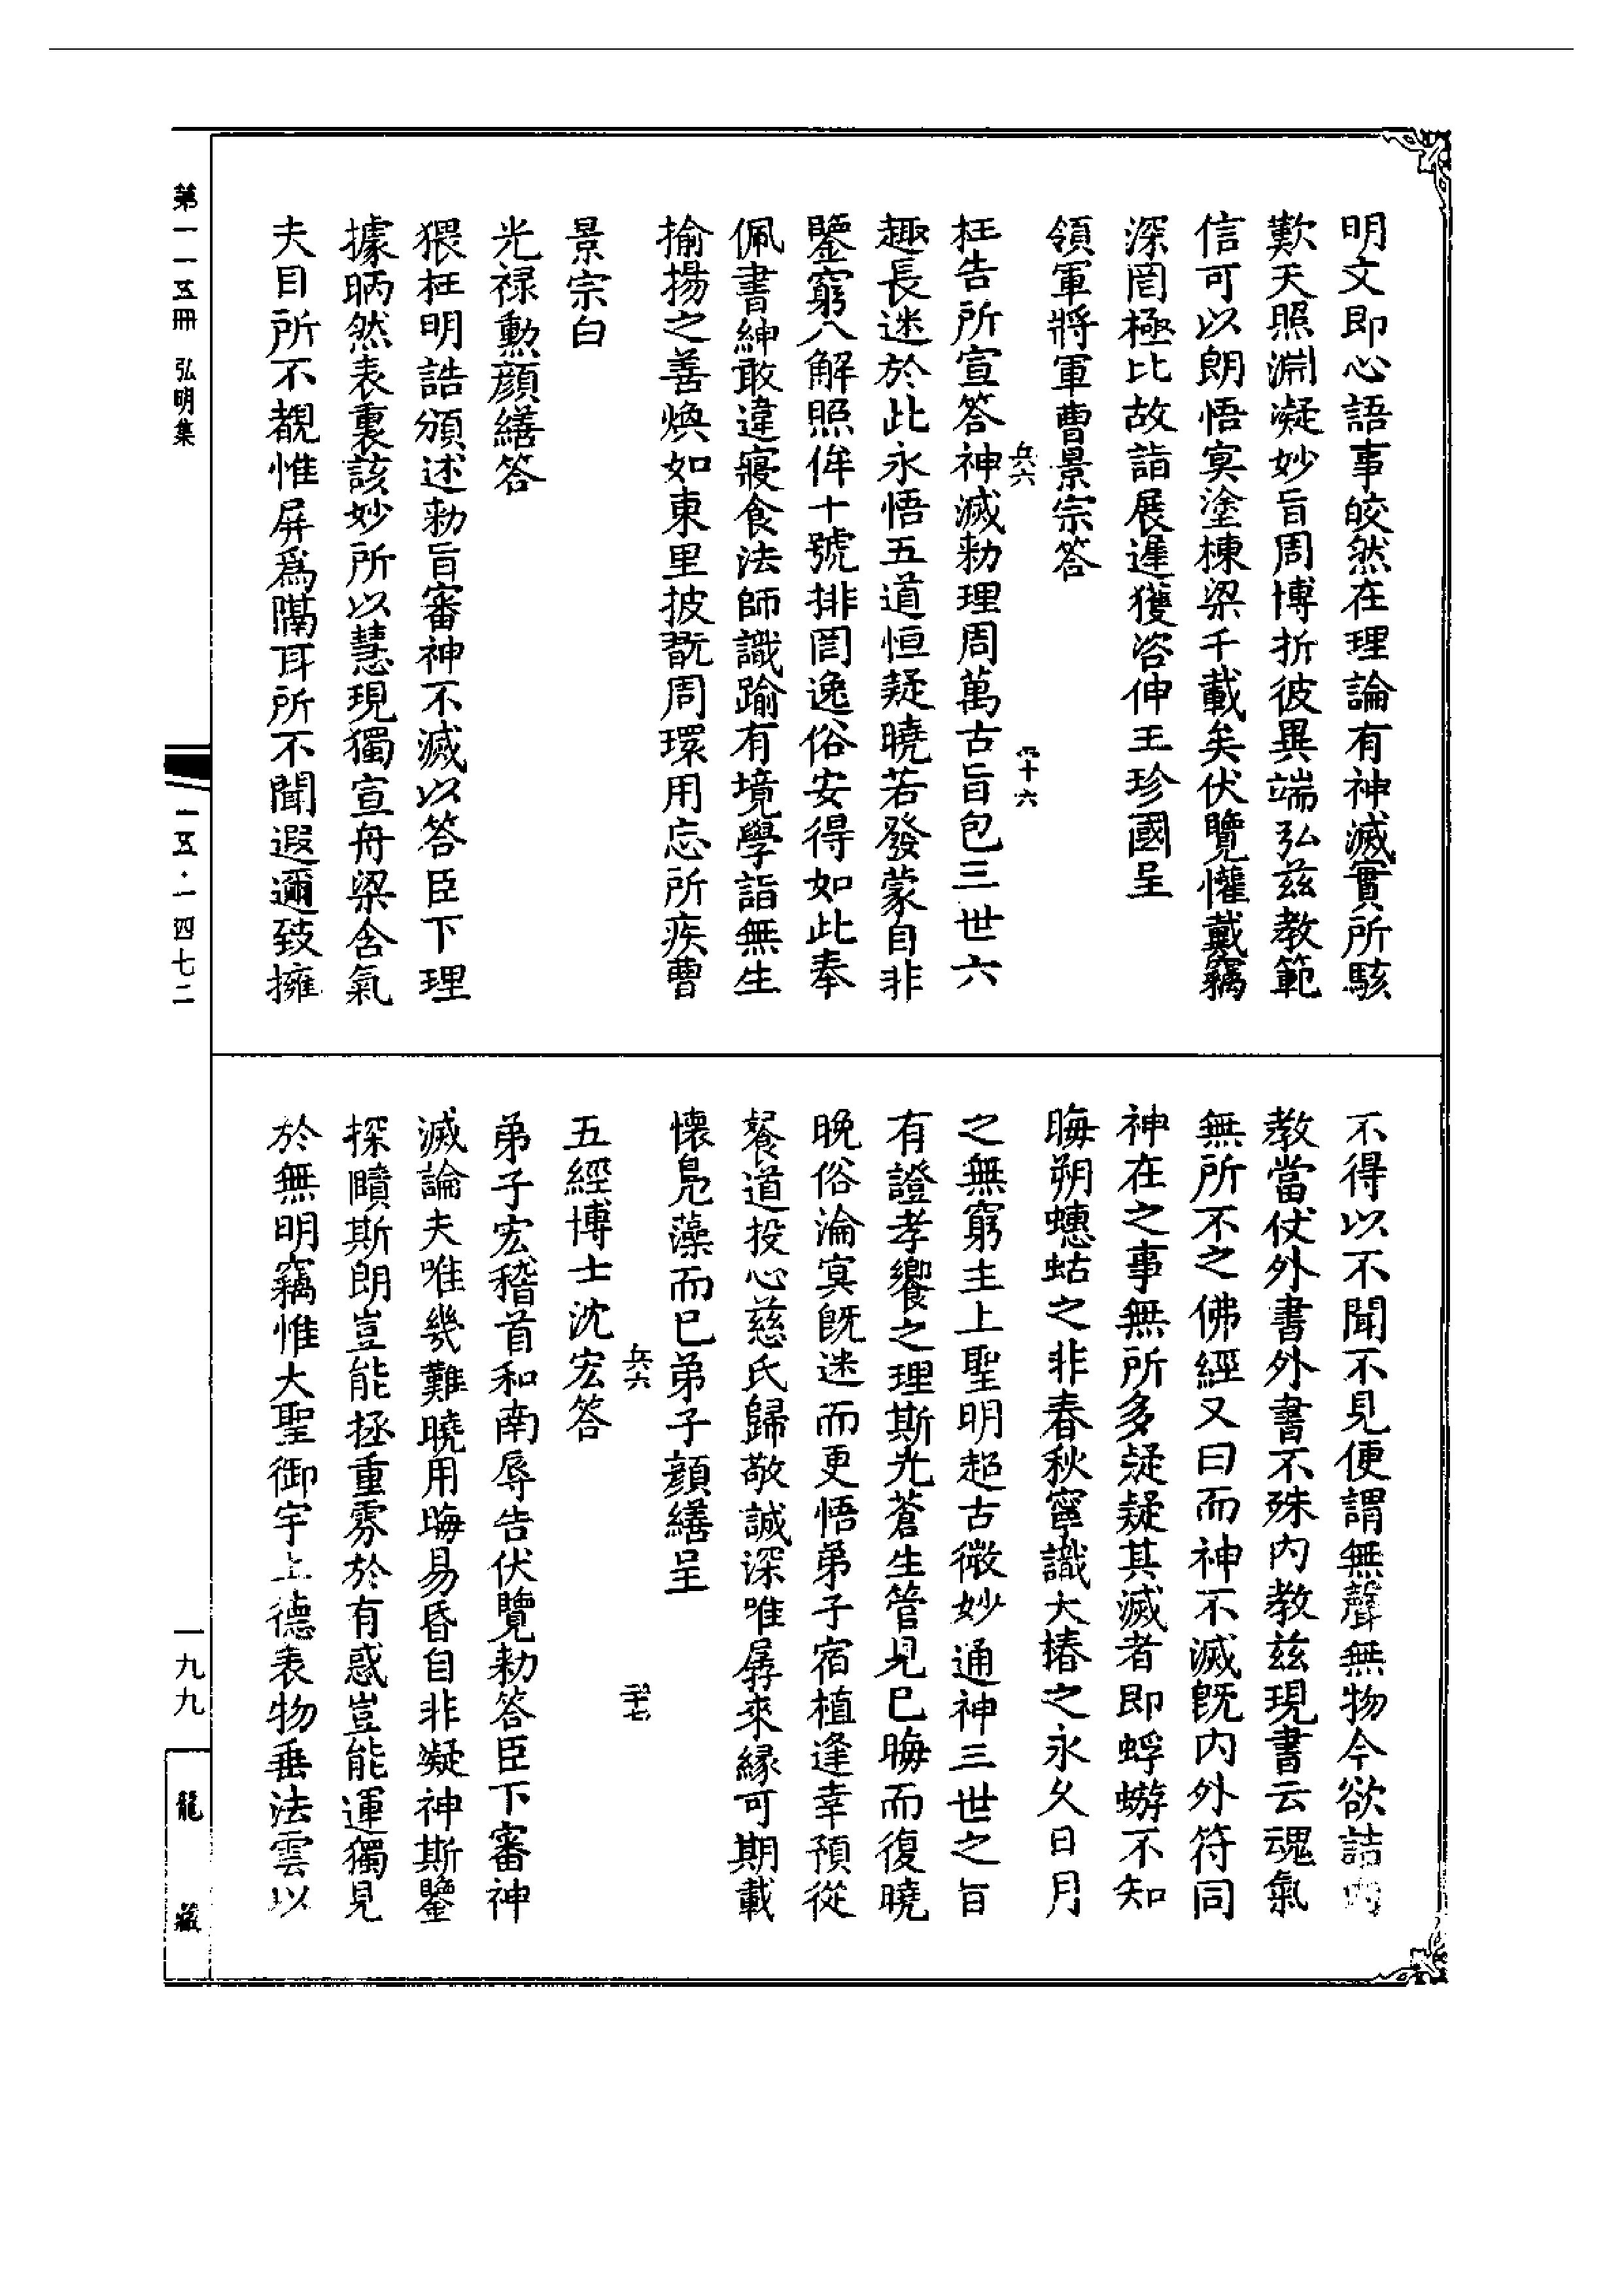 明文即心語事皎然在理論有神滅實所駭
歎天照淵凝妙旨周博折彼異端弘茲教範
信可以朗悟冥塗棟梁千載矣伏覽懽戴竊
深罔極比故詣展遲獲咨伸王珍國呈
領軍將軍曹景宗答
兵六
十六
枉告所宣答神滅勑理周萬古旨包三世六
趣長迷於此永悟五道恒疑曉若發蒙自非
鑒窮八解照侔十號排罔逸俗安得如此奉
佩書紳敢違寢食法師識踰有境學詣無生
揄揚之善煥如東里披翫周環用忘所疾曹
景宗白
光祿勳顏繕答
猥枉明誥頒述勑旨審神不滅以答臣下理
據昞然表裏該妙所以慧現獨宣舟梁含氣
夫目所不覩惟屏爲隔耳所不聞遐邇致擁
不得以不聞不見便謂無聲無物今欲詰
教當仗外書外書不殊內教茲現書云魂氣
無所不之佛經又曰而神不滅既內外符同
神在之事無所多疑疑其滅者即蜉蝣不知
晦朔蟪蛄之非春秋寧識大椿之永久日月
之無窮主上聖明超古微妙通神三世之旨
有證孝饗之理斯光蒼生管見已晦而復曉
晚俗淪冥既迷而更悟弟子宿植逢幸預從
餐道投心慈氏歸敬誠深唯孱來緣可期載
懷鳧藻而已弟子顏繕呈
兵六
五經博士沈宏答
弟子宏稽首和南辱告伏覽勑答臣下審神
滅論夫唯幾難曉用晦易昏自非凝神斯鑒
探賾斯朗豈能拯重雰於有惑豈能運獨見
於無明竊惟大聖御宇上德表物垂法雲以
第一一五冊 弘明集
一五·一四七二
一九九
龍藏